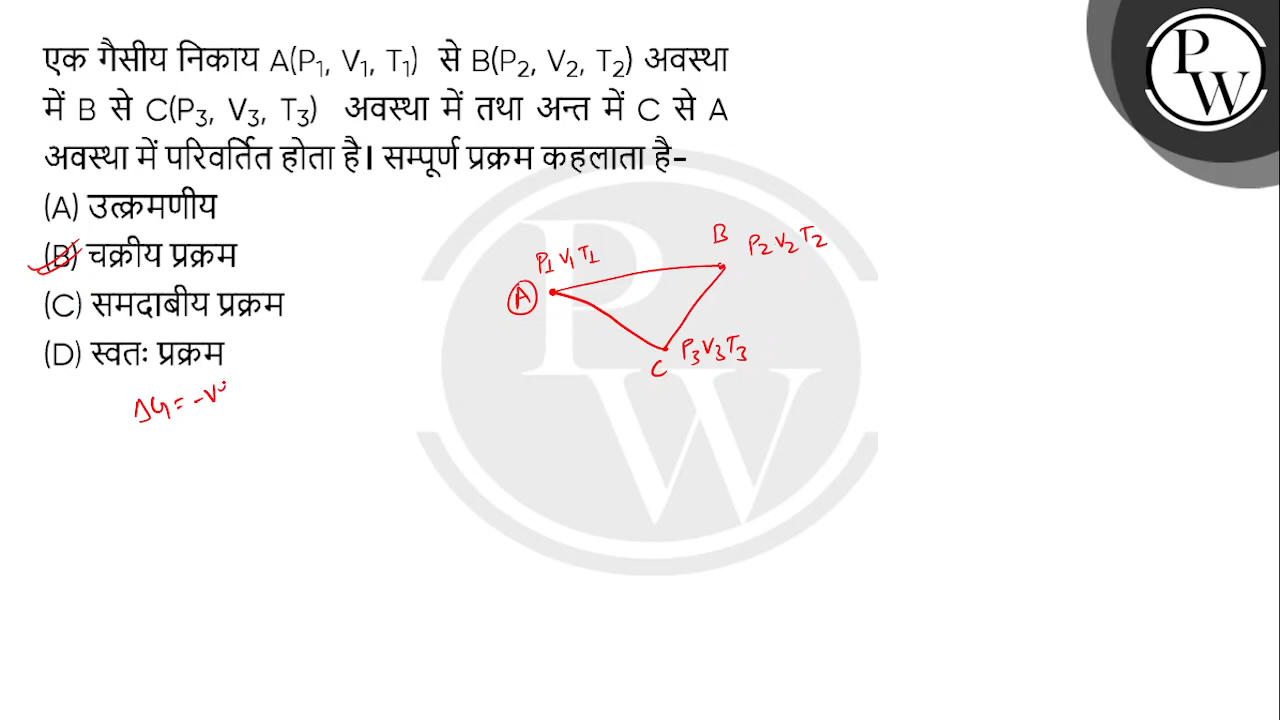 एक गैसीय निकाय A(P₁, V₁, T₁) से B(P₂, V₂, T₂) अवस्था
में B से C(P₃, V₃, T₃) अवस्था में तथा अन्त में C से A
अवस्था में परिवर्तित होता है। सम्पूर्ण प्रक्रम कहलाता है-
(A) उत्क्रमणीय
(B) चक्रीय प्रक्रम
(C) समदाबीय प्रक्रम
(D) स्वतः प्रक्रम
ΔG = -ve
A
P₁ V₁ T₁
B
P₂ V₂ T₂
C
P₃ V₃ T₃
P
W
P
W